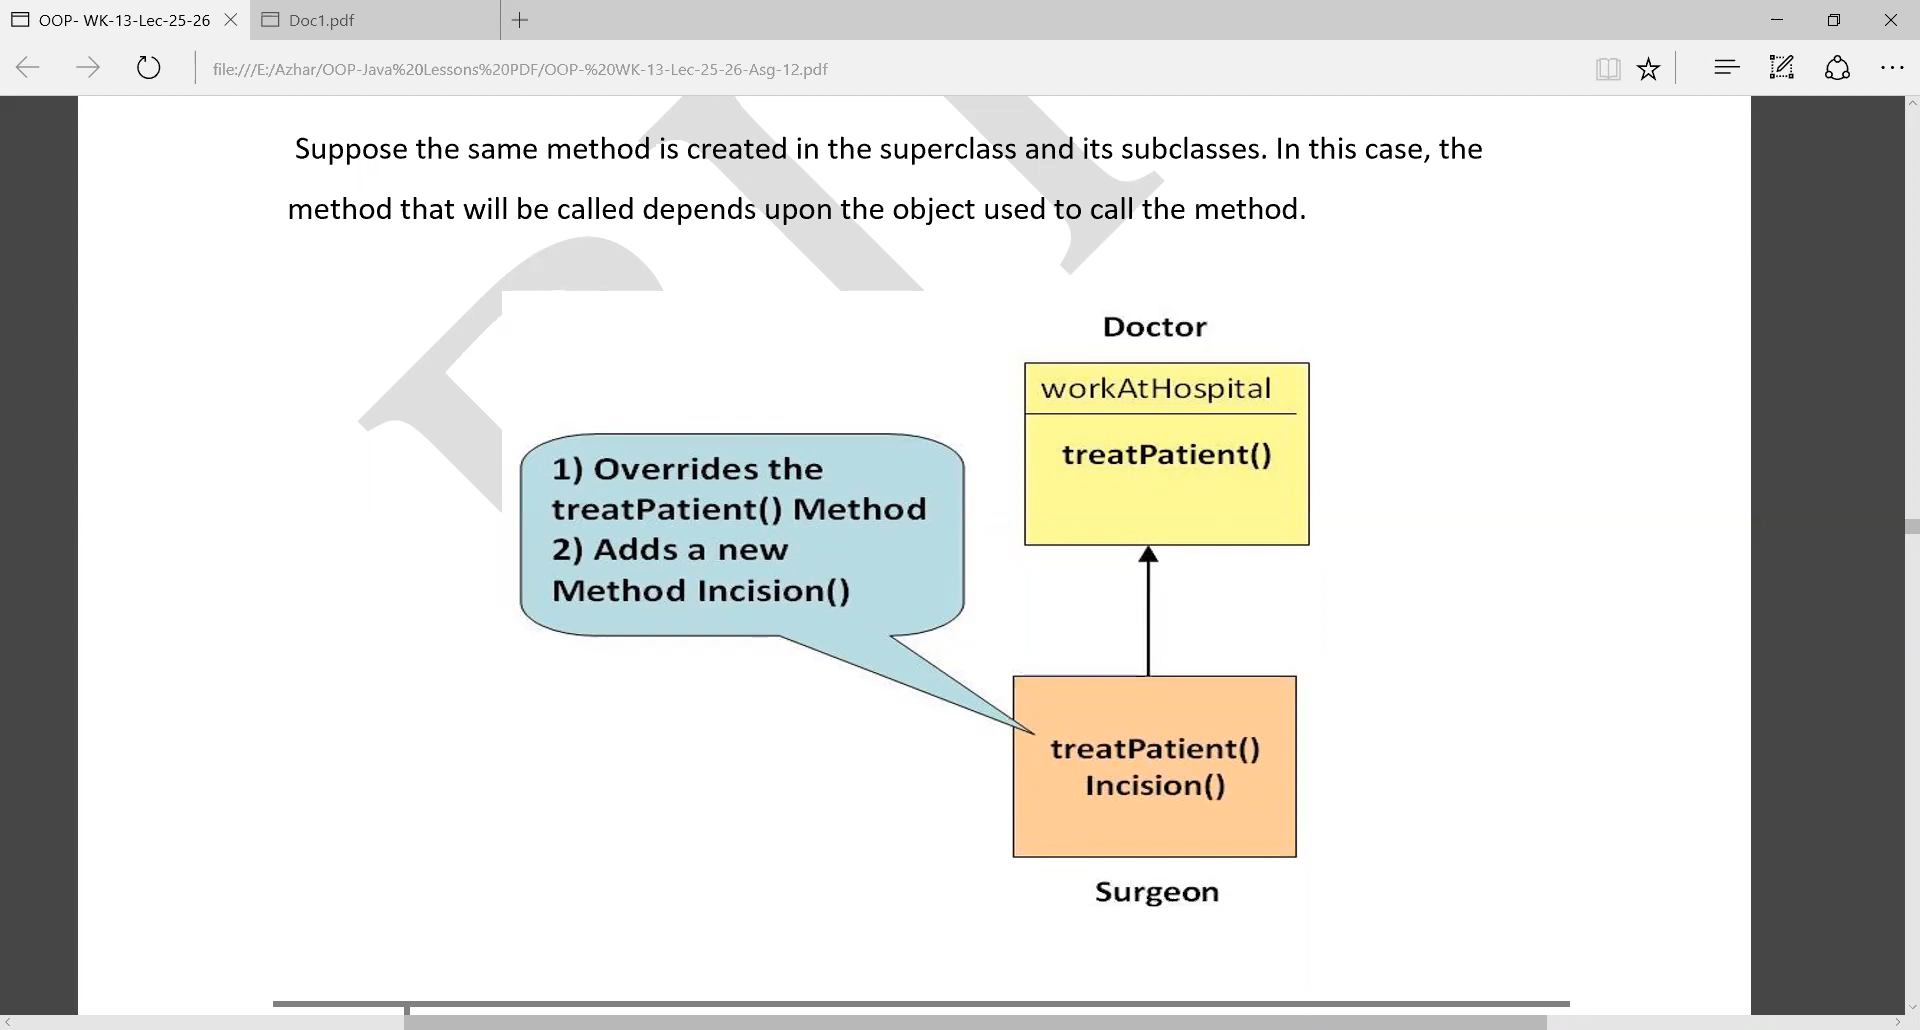 OOP- WK-13-Lec-25-26
Doc1.pdf
file:///E:/Azhar/OOP-Java%20Lessons%20PDF/OOP-%20WK-13-Lec-25-26-Asg-12.pdf
Suppose the same method is created in the superclass and its subclasses. In this case, the
method that will be called depends upon the object used to call the method.
Doctor
workAtHospital
treatPatient()
1) Overrides the
treatPatient() Method
2) Adds a new
Method Incision()
treatPatient()
Incision()
Surgeon